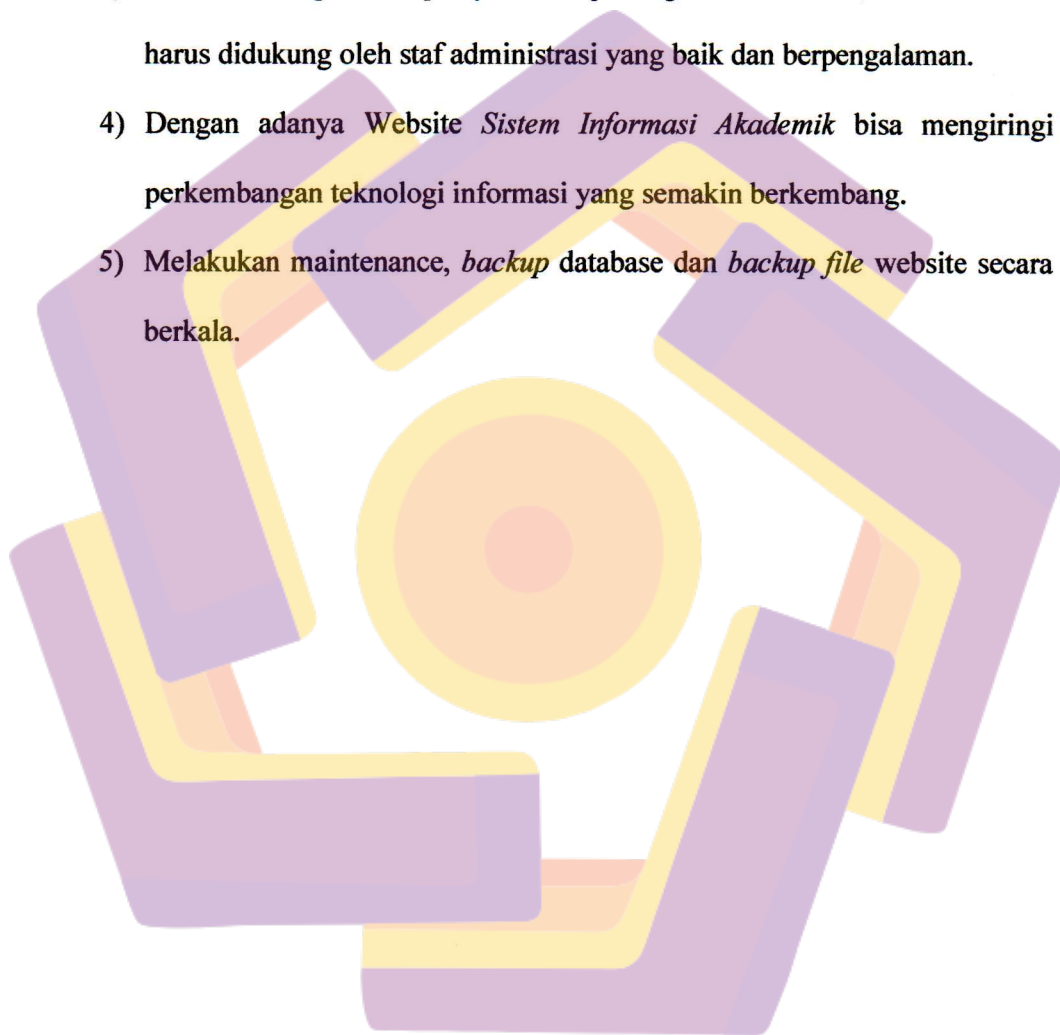 harus didukung oleh staf administrasi yang baik dan berpengalaman.
4) Dengan adanya Website Sistem Informasi Akademik bisa mengiringi
perkembangan teknologi informasi yang semakin berkembang.
5) Melakukan maintenance, backup database dan backup file website secara
berkala.